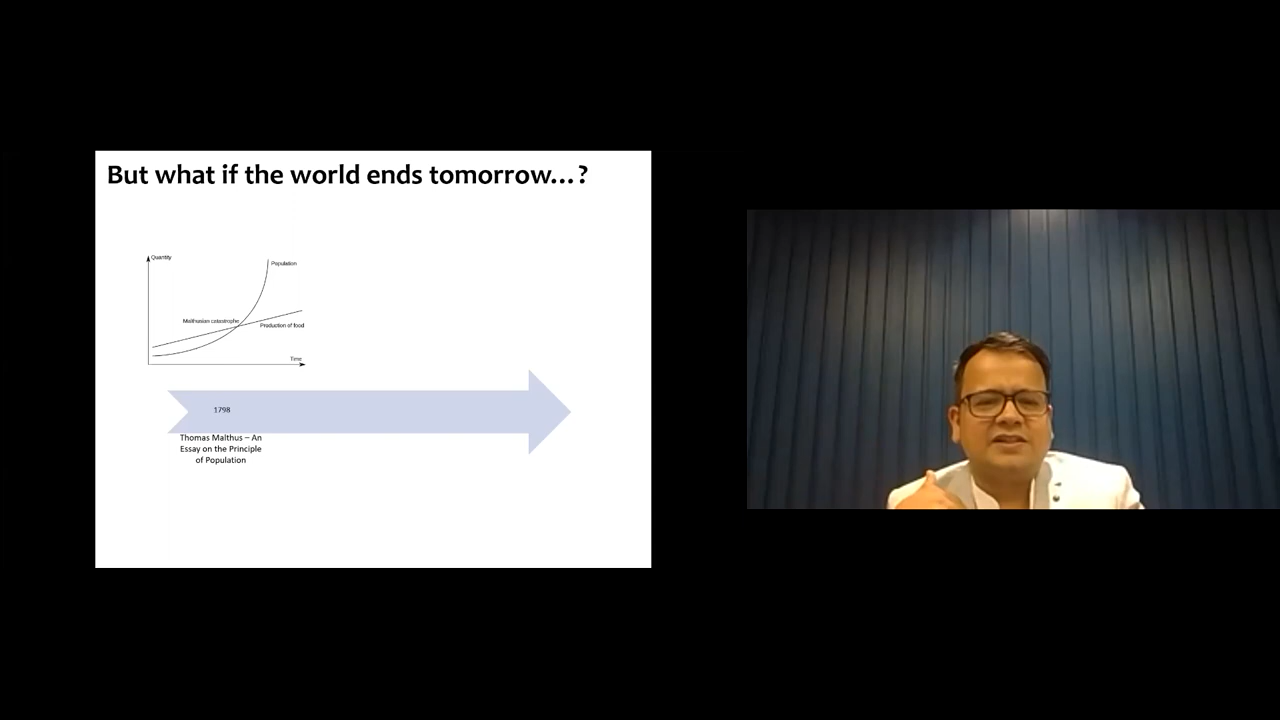 But what if the world ends tomorrow…?
Quantity
Population
Malthusian catastrophe
Production of food
Time
1798
Thomas Malthus – An
Essay on the Principle
of Population